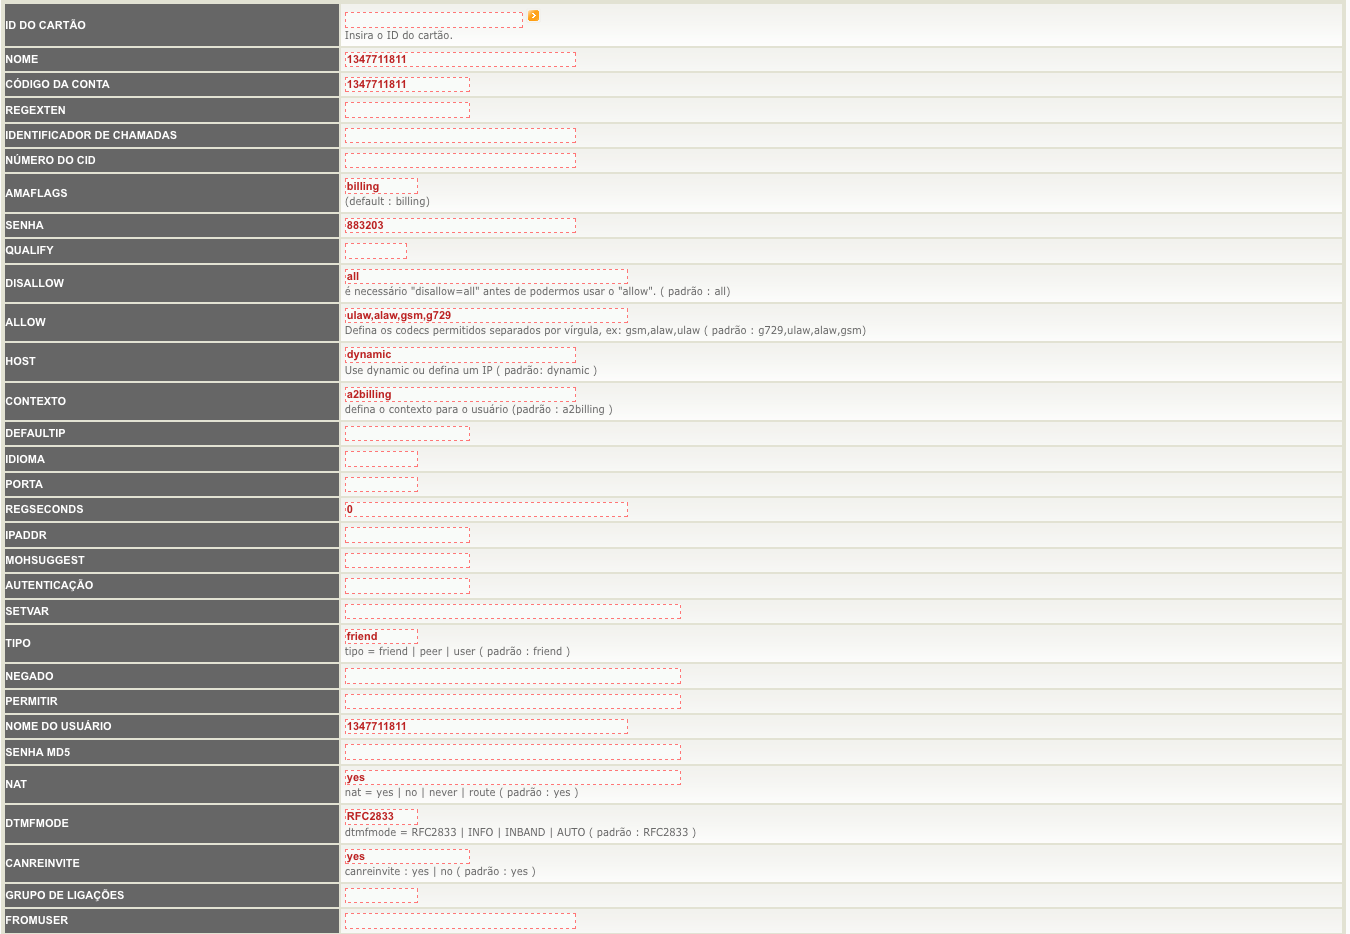 ID DO CARTÃO
Insira o ID do cartão.
NOME 1347711811
CÓDIGO DA CONTA 1347711811
REGEXTEN
IDENTIFICADOR DE CHAMADAS
NÚMERO DO CID
AMAFLAGS billing
(default : billing)
SENHA 883203
QUALIFY
DISALLOW all
é necessário "disallow=all" antes de podermos usar o "allow". ( padrão : all)
ALLOW ulaw,alaw,gsm,g729
Defina os codecs permitidos separados por vírgula, ex: gsm,alaw,ulaw ( padrão : g729,ulaw,alaw,gsm)
HOST dynamic
Use dynamic ou defina um IP ( padrão: dynamic )
CONTEXTO a2billing
defina o contexto para o usuário (padrão : a2billing )
DEFAULTIP
IDIOMA
PORTA
REGSECONDS 0
IPADDR
MOHSUGGEST
AUTENTICAÇÃO
SETVAR
TIPO friend
tipo = friend | peer | user ( padrão : friend )
NEGADO
PERMITIR
NOME DO USUÁRIO 1347711811
SENHA MD5
NAT yes
nat = yes | no | never | route ( padrão : yes )
DTMFMODE RFC2833
dtmfmode = RFC2833 | INFO | INBAND | AUTO ( padrão : RFC2833 )
CANREINVITE yes
canreinvite : yes | no ( padrão : yes )
GRUPO DE LIGAÇÕES
FROMUSER